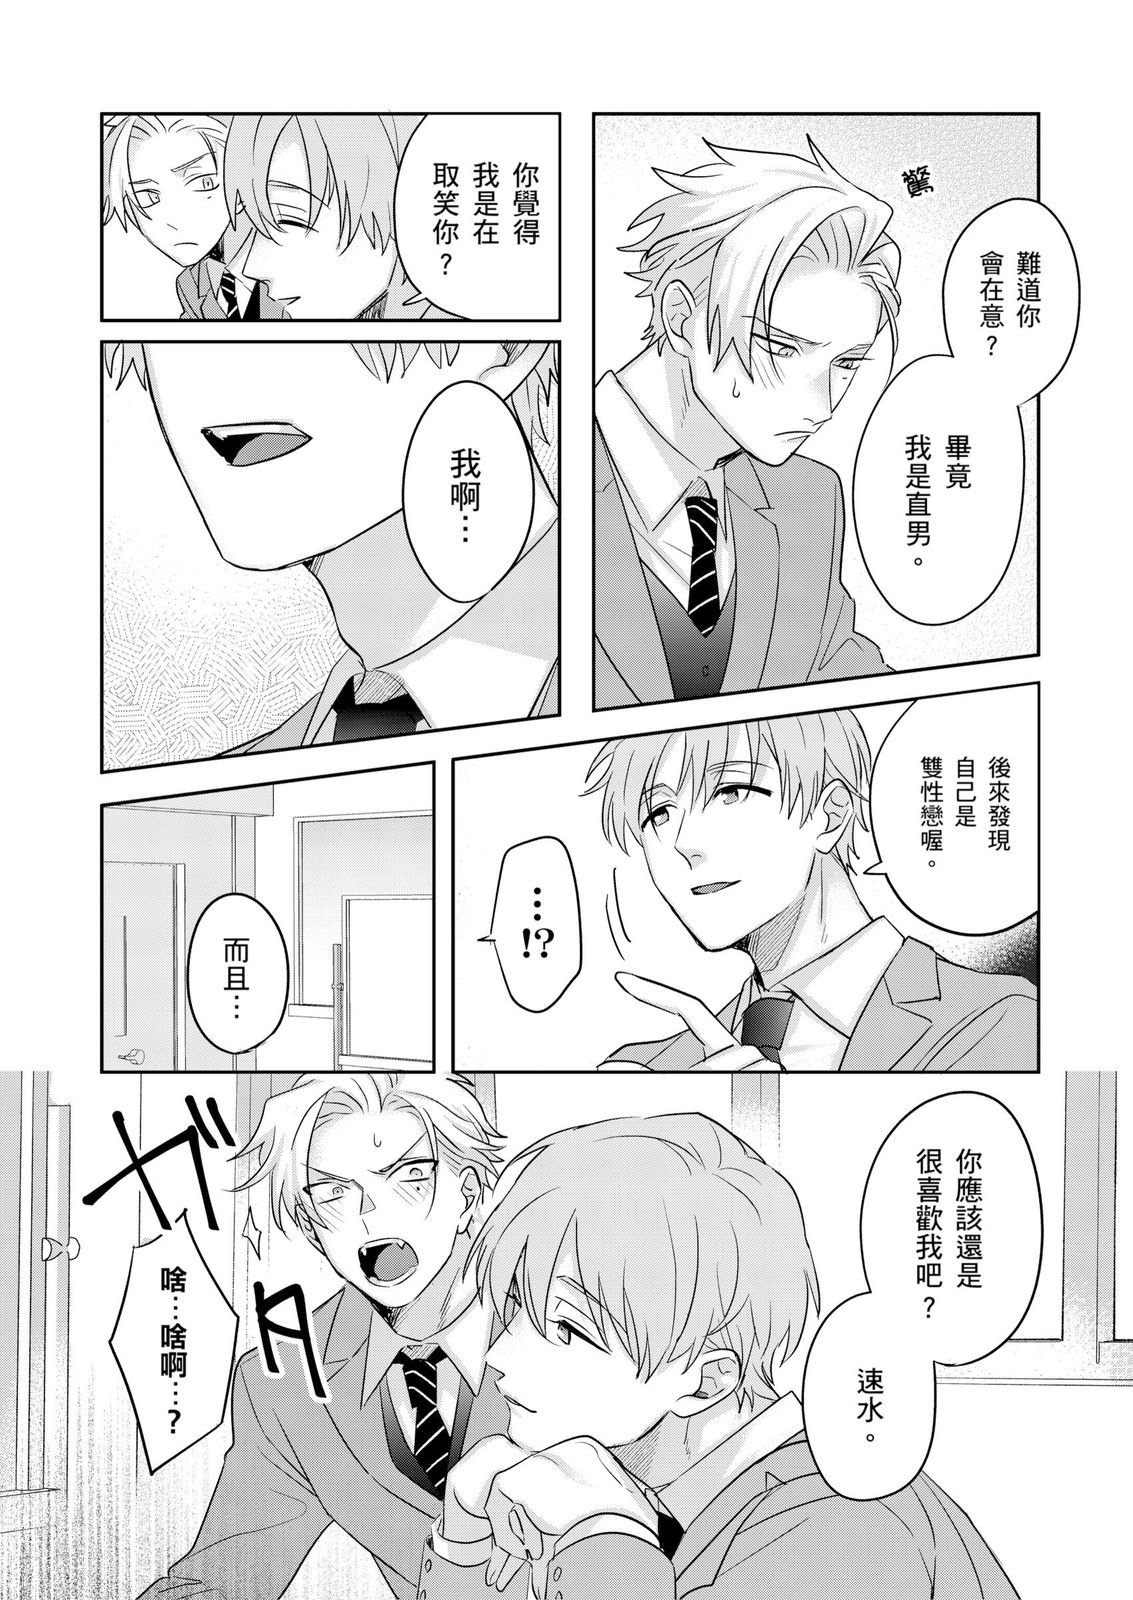 難道你
會在意？
驚
畢竟
我是直男。
你覺得
我是在
取笑你？
我啊…
後來發現
自己是
雙性戀喔。
…!?
而且…
你應該還是
很喜歡我吧？
速水。
ガタ
啥…啥啊…？